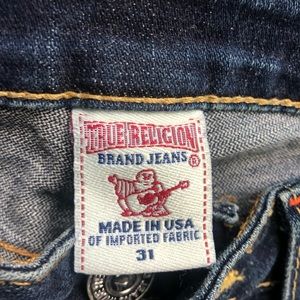 TRUE RELIGION
BRAND JEANS®
MADE IN USA
OF IMPORTED FABRIC
31